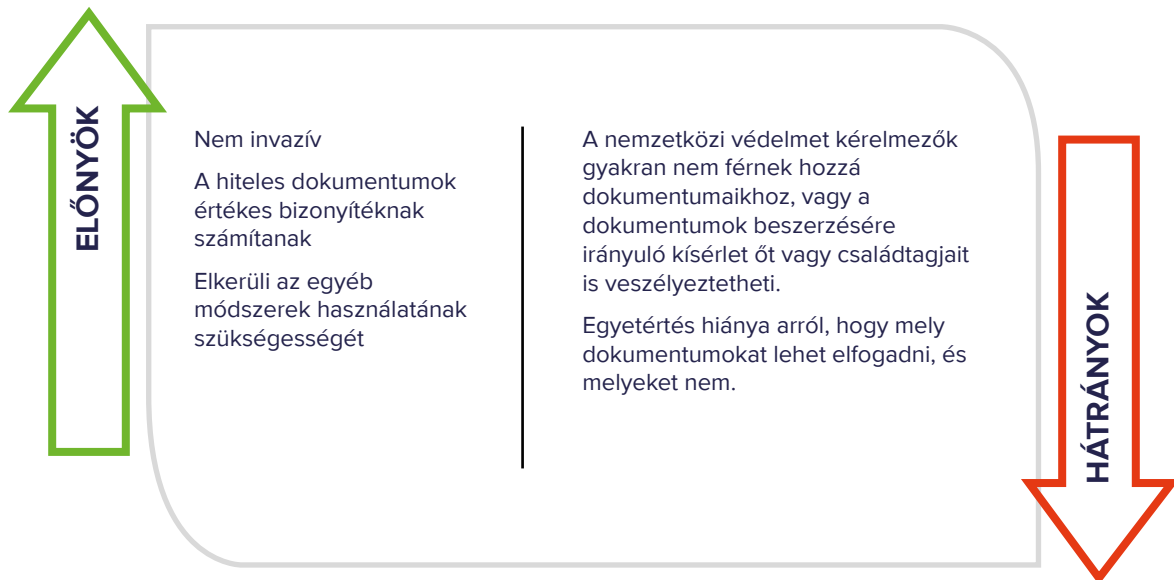 ELŐNYÖK
Nem invazív
A hiteles dokumentumok
értékes bizonyítéknak
számítanak
Elkerüli az egyéb
módszerek használatának
szükségességét
A nemzetközi védelmet kérelmezők
gyakran nem férnek hozzá
dokumentumaikhoz, vagy a
dokumentumok beszerzésére
irányuló kísérlet őt vagy családtagjait
is veszélyeztetheti.
Egyetértés hiánya arról, hogy mely
dokumentumokat lehet elfogadni, és
melyeket nem.
HÁTRÁNYOK